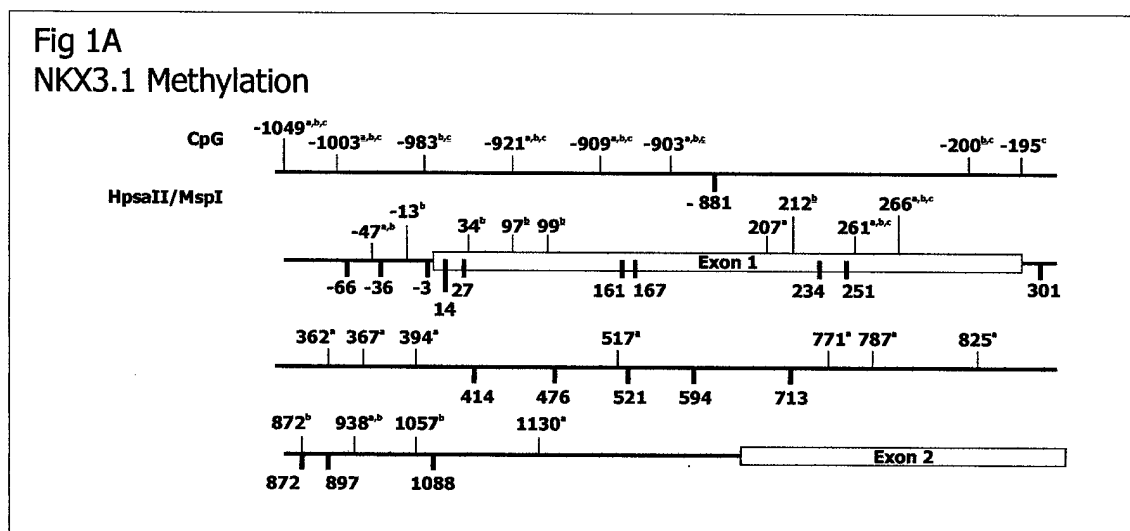 Fig 1A
NKX3.1 Methylation
CpG
-1049a,b,c -1003a,b,c -983b,c -921a,b,c -909a,b,c -903a,b,c -200b,c -195c
HpsaII/MspI
- 881
-47a,b -13b 34b 97b 99b 207a 212b 261a,b,c 266a,b,c
Exon 1
-66 -36 -3 14 27 161 167 234 251 301
362a 367a 394a 517a 771a 787a 825a
414 476 521 594 713
872b 938a,b 1057b 1130a
Exon 2
872 897 1088